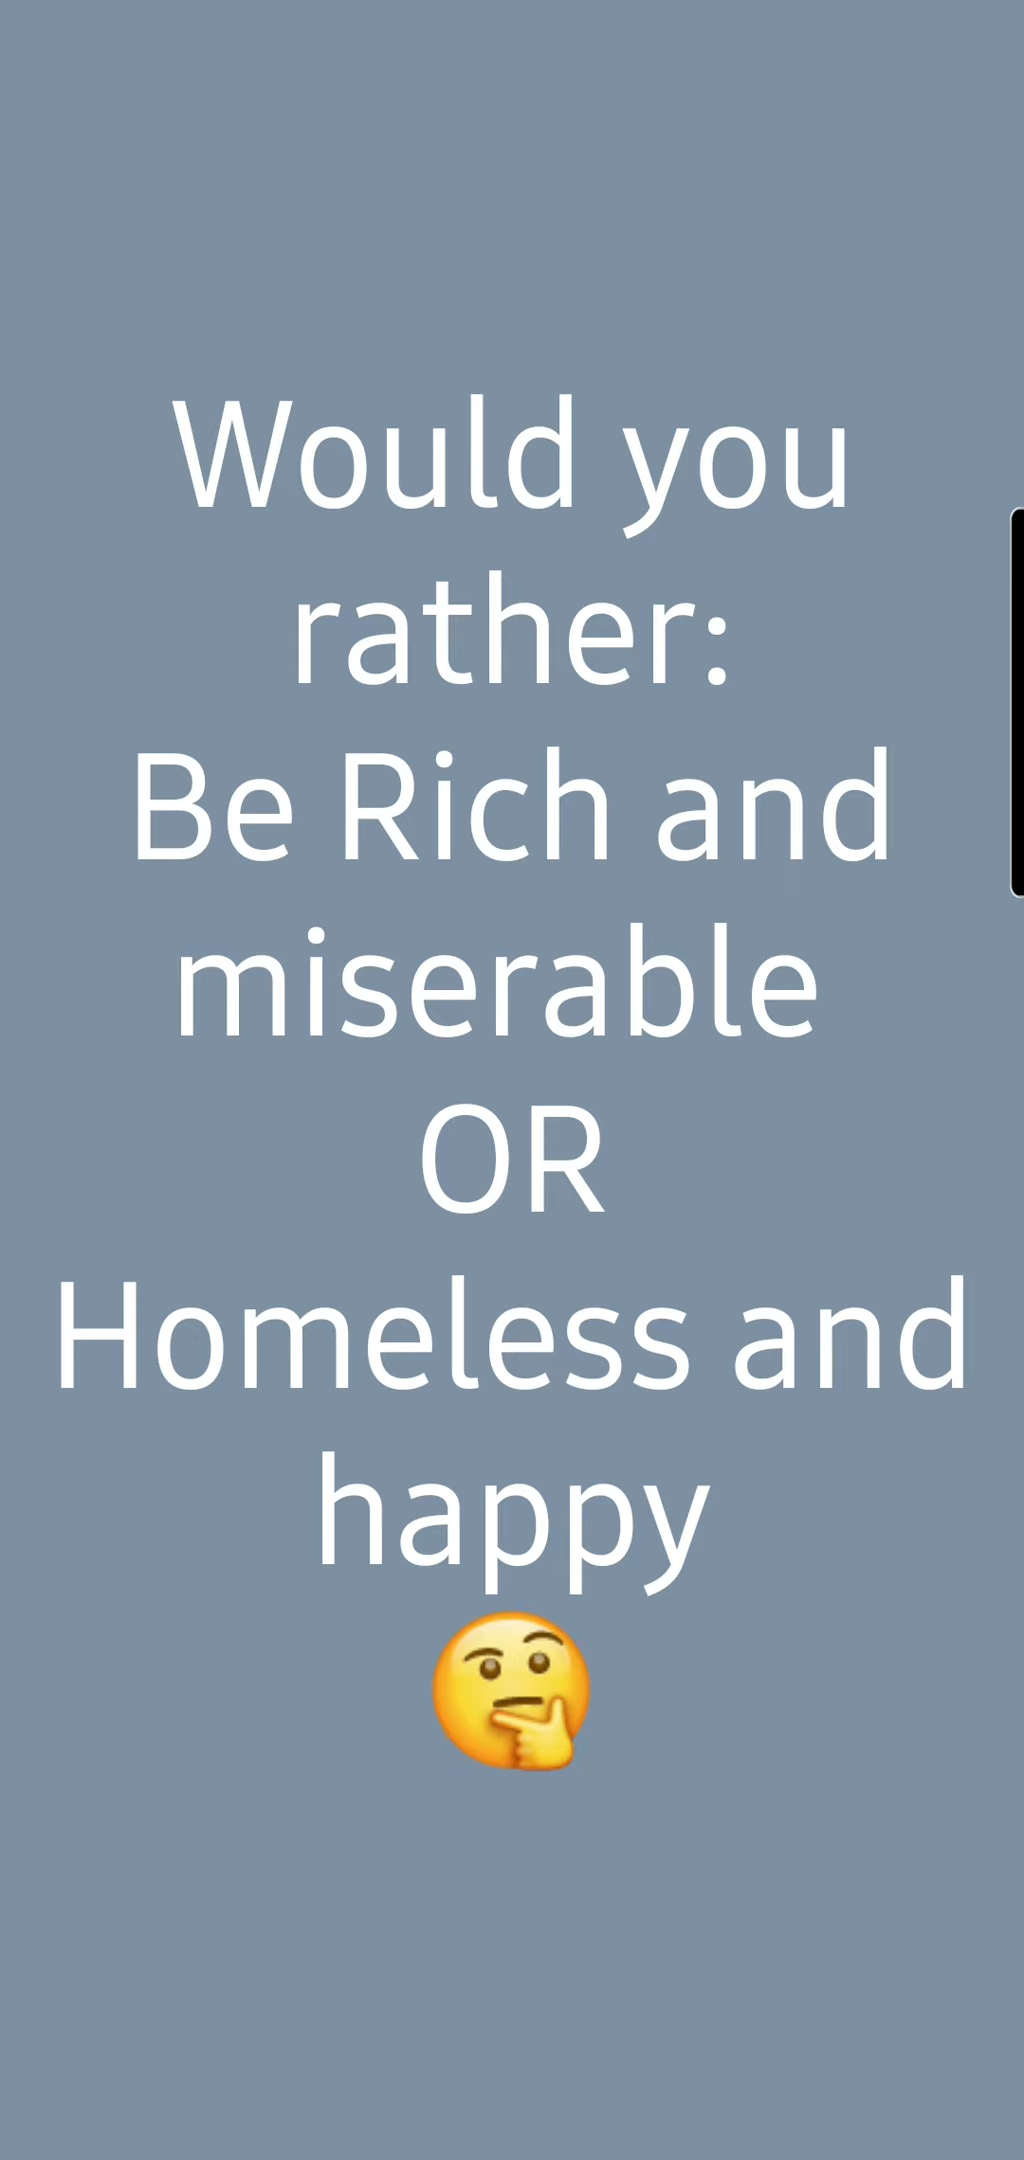 Would you
rather:
Be Rich and
miserable
OR
Homeless and
happy
🤔